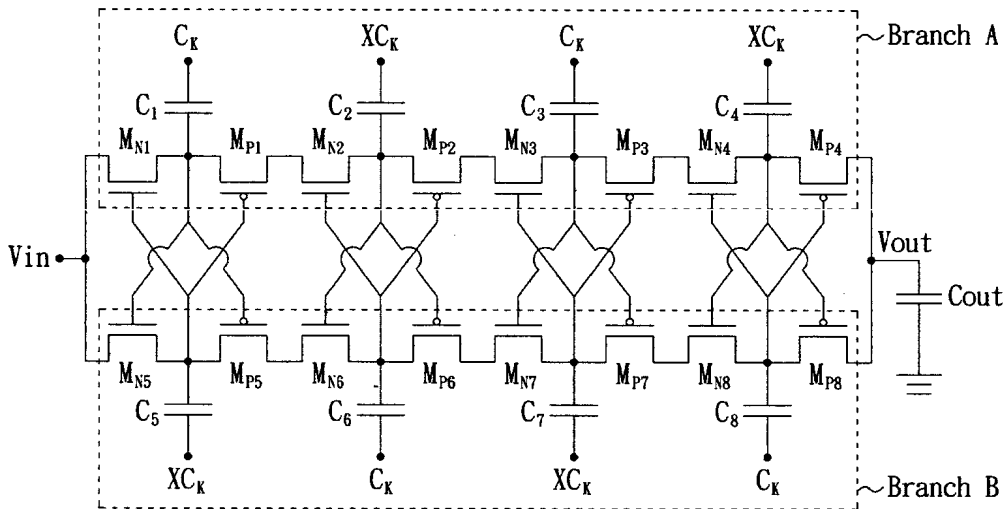 C_K XC_K C_K XC_K
Branch A
C_1 C_2 C_3 C_4
M_N1 M_P1 M_N2 M_P2 M_N3 M_P3 M_N4 M_P4
Vin
Vout
Cout
M_N5 M_P5 M_N6 M_P6 M_N7 M_P7 M_N8 M_P8
C_5 C_6 C_7 C_8
XC_K C_K XC_K C_K
Branch B